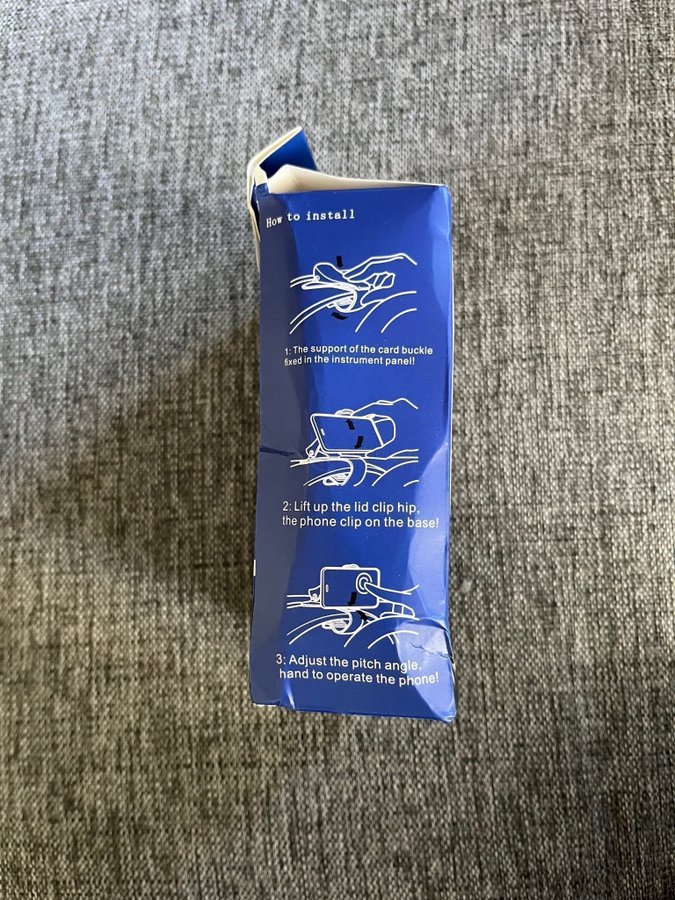 How to install
1: The support of the card buckle
fixed in the instrument panel!
2: Lift up the lid clip hip,
the phone clip on the base!
3: Adjust the pitch angle,
hand to operate the phone!